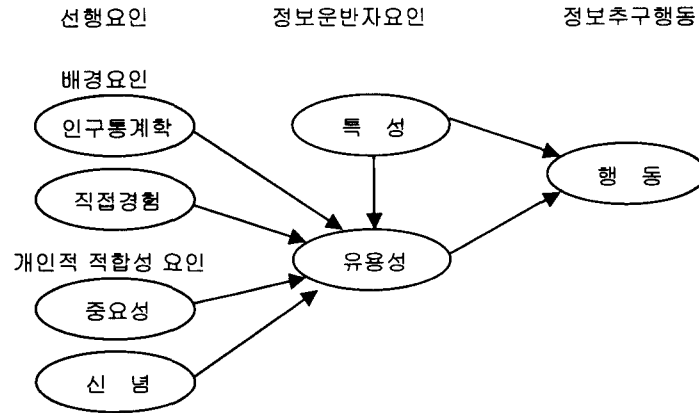 선행요인 정보운반자요인 정보추구행동
배경요인
인구통계학 특 성
행 동
직접경험
개인적 적합성 요인 유용성
중요성
신 녕